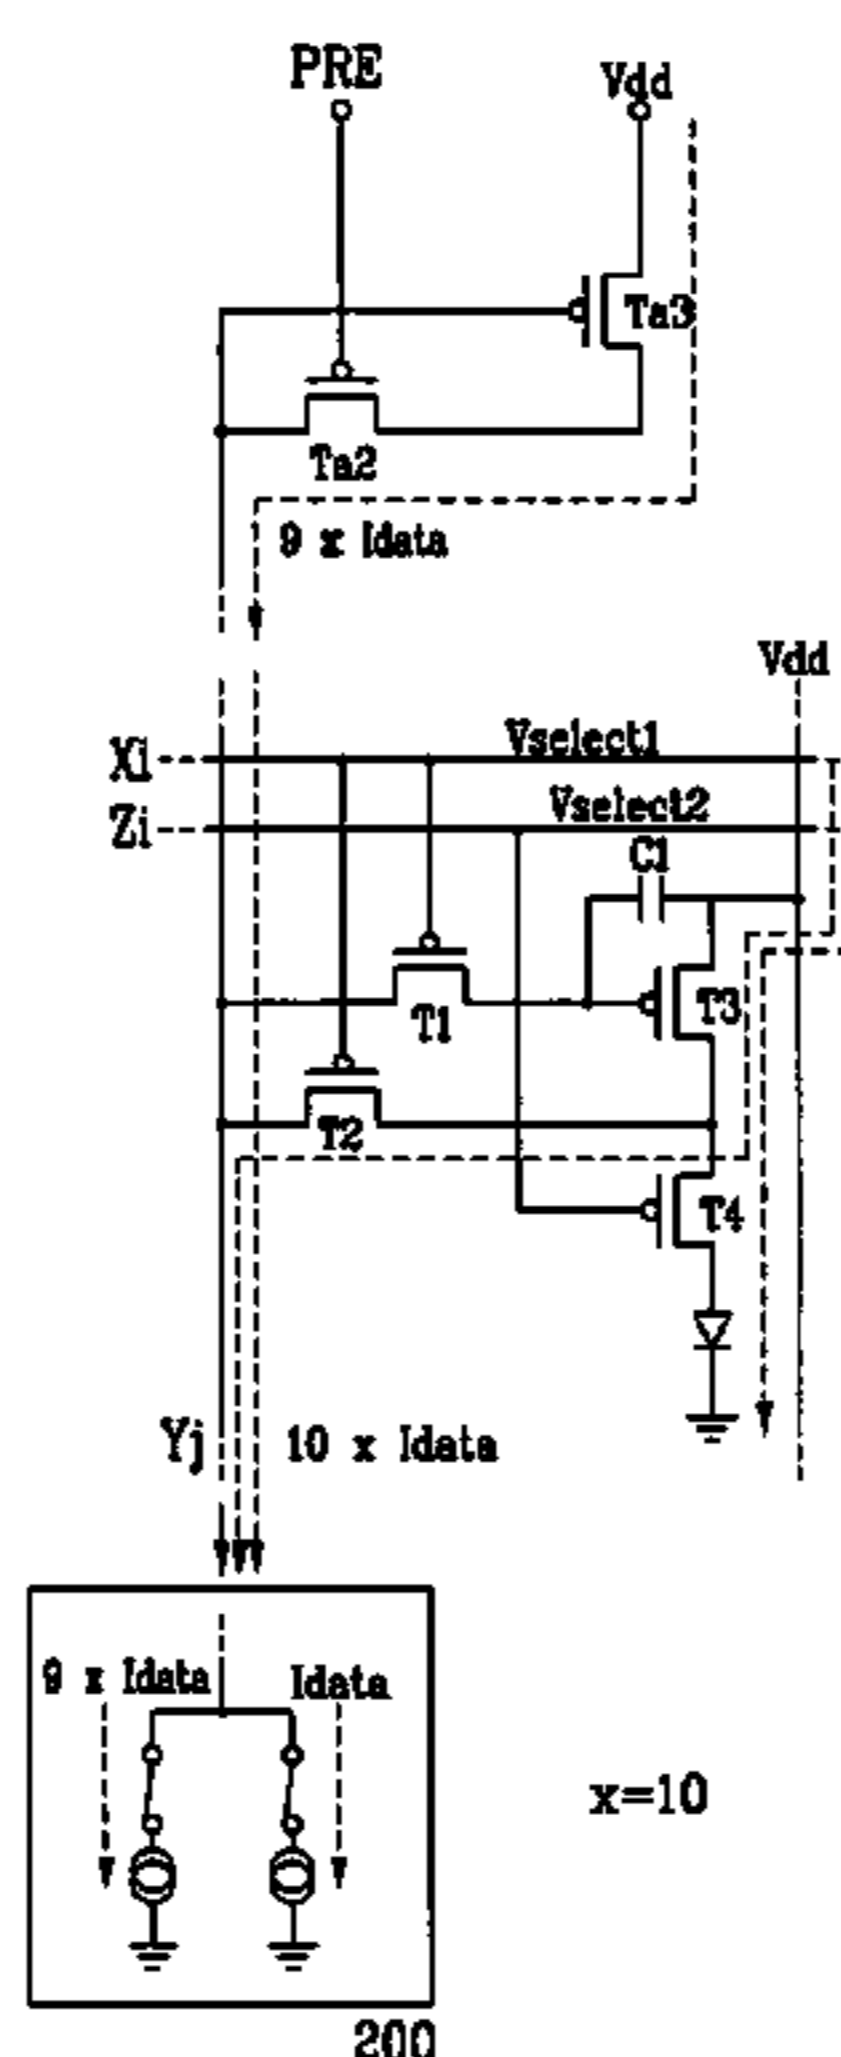 PRE
Vdd
Ta3
Ta2
9 x Idata
Vdd
Xi
Vselect1
Zi
Vselect2
C1
T3
T1
T2
T4
Yj
10 x Idata
9 x Idata
Idata
x=10
200